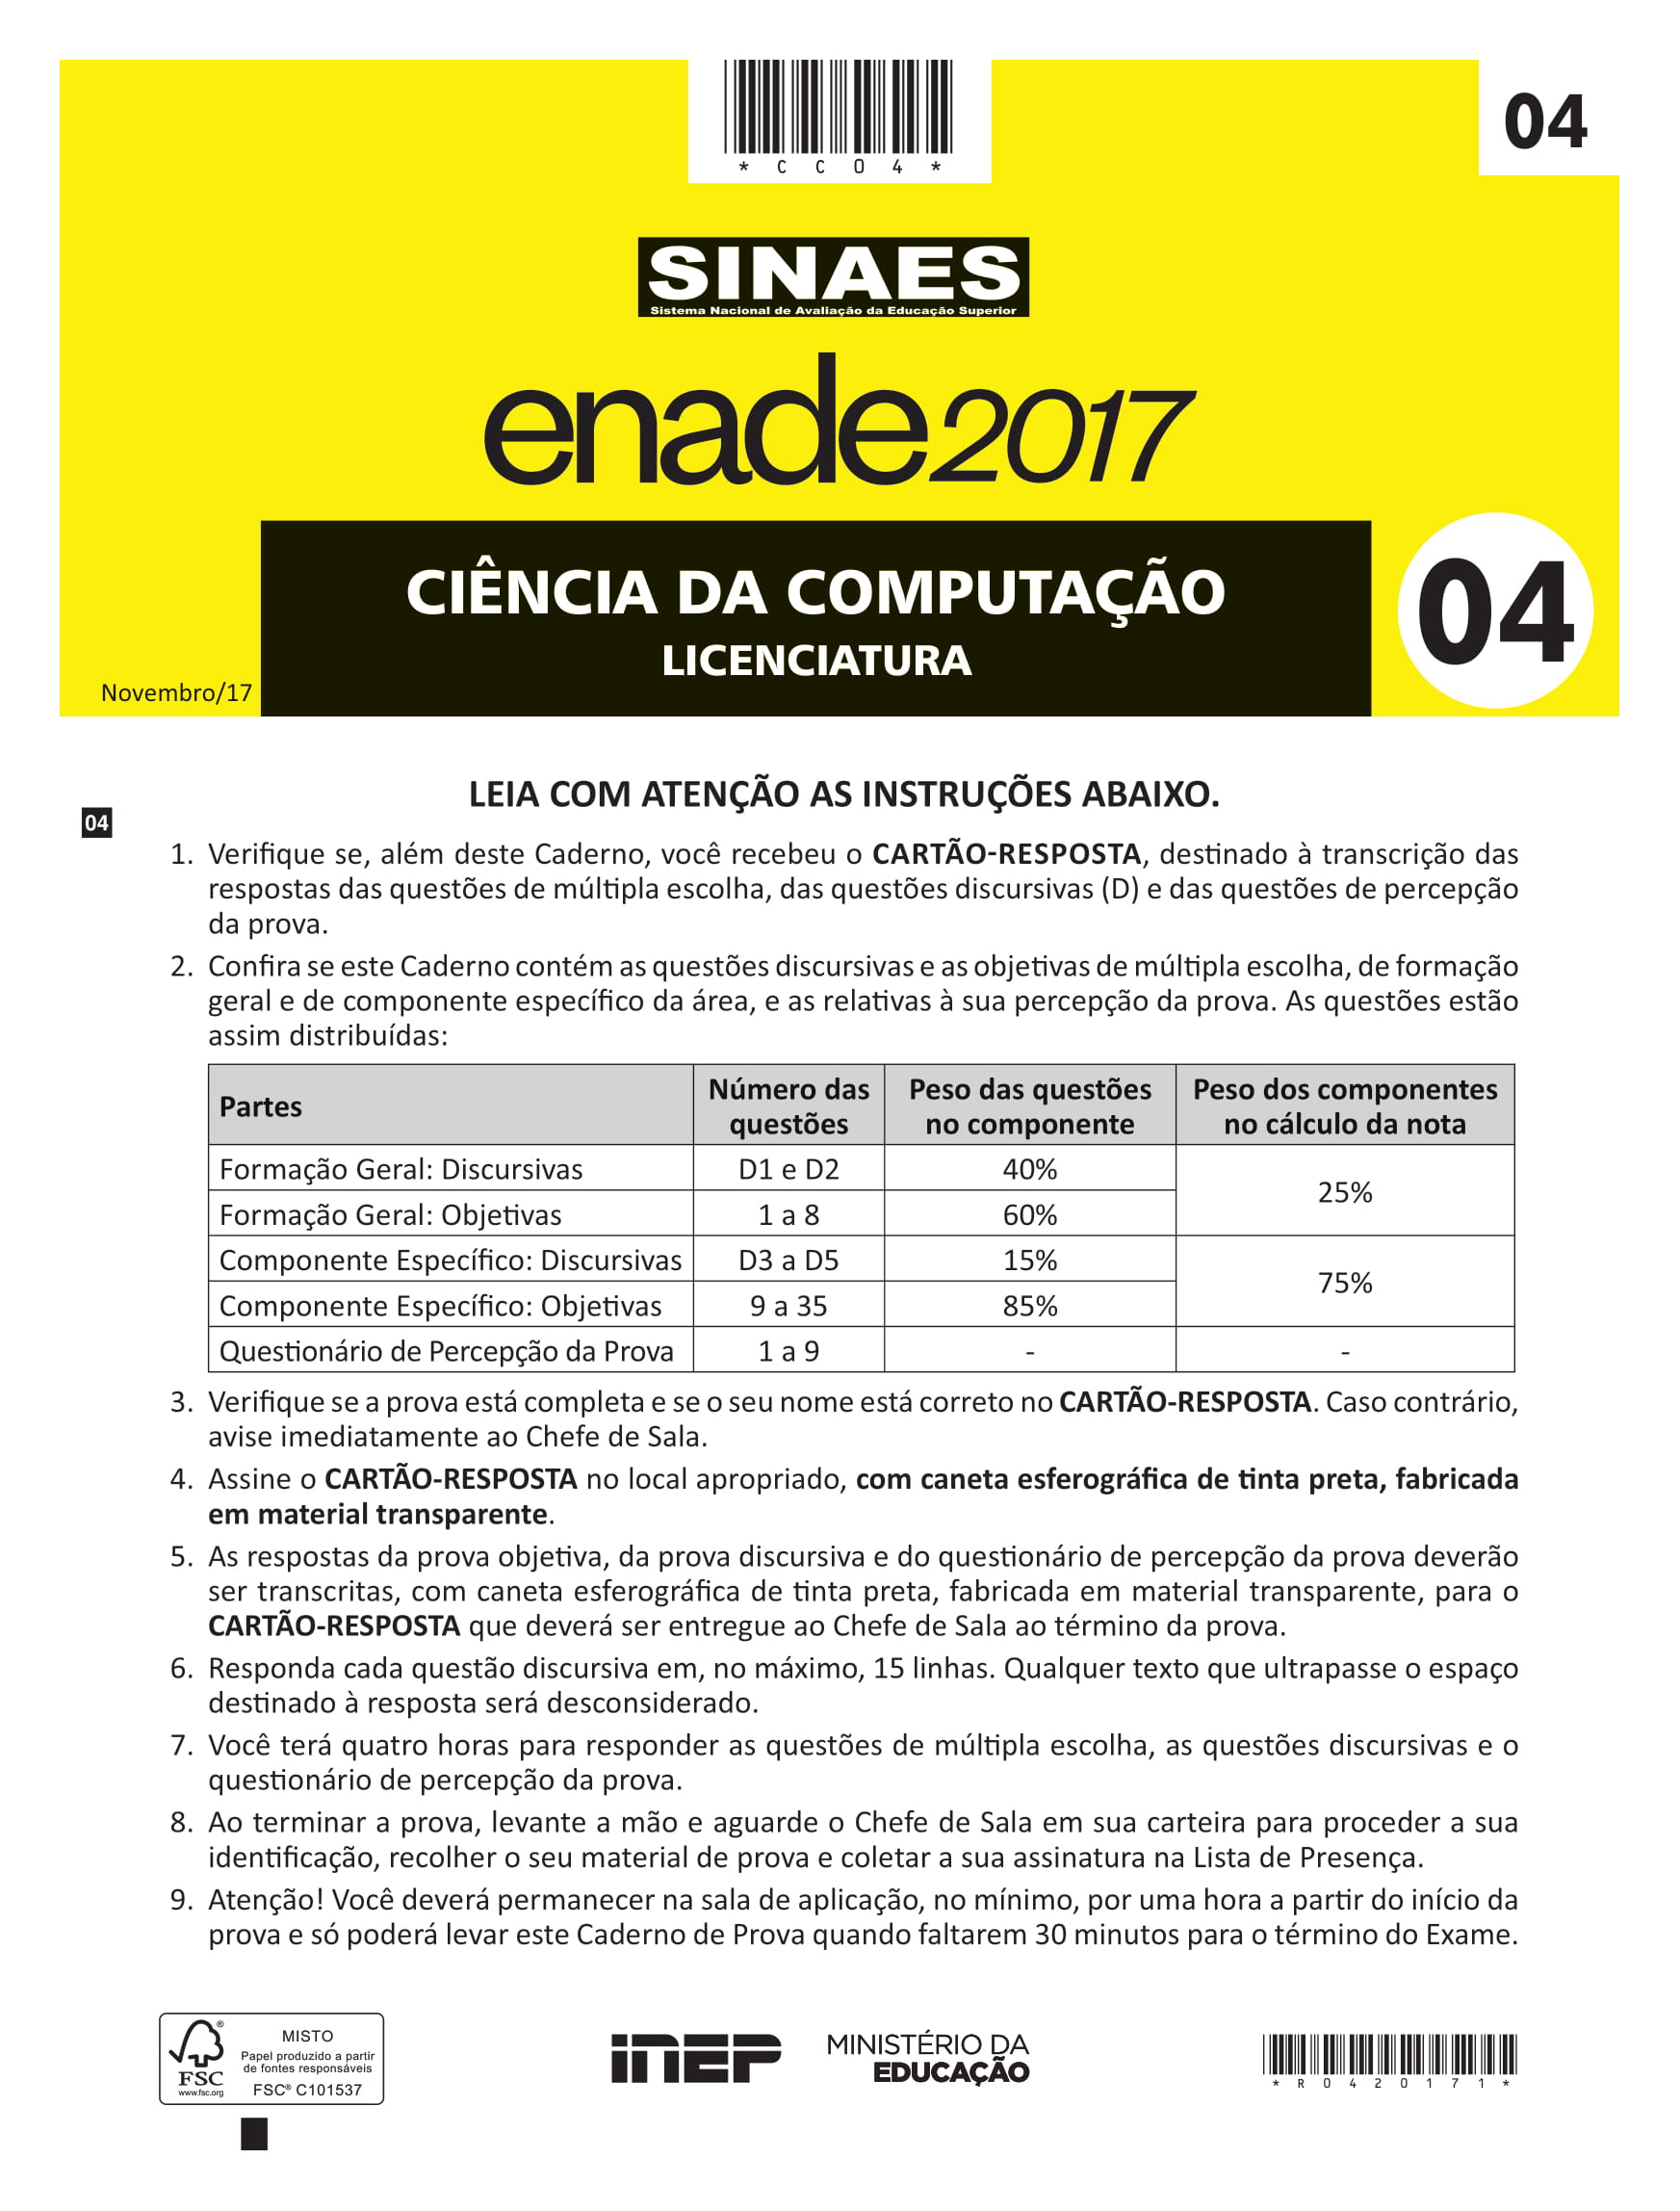 * C C 0 4 *
04
SINAES
Sistema Nacional de Avaliação da Educação Superior
enade2017
CIÊNCIA DA COMPUTAÇÃO
LICENCIATURA
04
Novembro/17
LEIA COM ATENÇÃO AS INSTRUÇÕES ABAIXO.
04
1. Verifique se, além deste Caderno, você recebeu o CARTÃO-RESPOSTA, destinado à transcrição das
respostas das questões de múltipla escolha, das questões discursivas (D) e das questões de percepção
da prova.
2. Confira se este Caderno contém as questões discursivas e as objetivas de múltipla escolha, de formação
geral e de componente específico da área, e as relativas à sua percepção da prova. As questões estão
assim distribuídas:
Partes | Número das questões | Peso das questões no componente | Peso dos componentes no cálculo da nota
Formação Geral: Discursivas | D1 e D2 | 40% | 25%
Formação Geral: Objetivas | 1 a 8 | 60%
Componente Específico: Discursivas | D3 a D5 | 15% | 75%
Componente Específico: Objetivas | 9 a 35 | 85%
Questionário de Percepção da Prova | 1 a 9 | - | -
3. Verifique se a prova está completa e se o seu nome está correto no CARTÃO-RESPOSTA. Caso contrário,
avise imediatamente ao Chefe de Sala.
4. Assine o CARTÃO-RESPOSTA no local apropriado, com caneta esferográfica de tinta preta, fabricada
em material transparente.
5. As respostas da prova objetiva, da prova discursiva e do questionário de percepção da prova deverão
ser transcritas, com caneta esferográfica de tinta preta, fabricada em material transparente, para o
CARTÃO-RESPOSTA que deverá ser entregue ao Chefe de Sala ao término da prova.
6. Responda cada questão discursiva em, no máximo, 15 linhas. Qualquer texto que ultrapasse o espaço
destinado à resposta será desconsiderado.
7. Você terá quatro horas para responder as questões de múltipla escolha, as questões discursivas e o
questionário de percepção da prova.
8. Ao terminar a prova, levante a mão e aguarde o Chefe de Sala em sua carteira para proceder a sua
identificação, recolher o seu material de prova e coletar a sua assinatura na Lista de Presença.
9. Atenção! Você deverá permanecer na sala de aplicação, no mínimo, por uma hora a partir do início da
prova e só poderá levar este Caderno de Prova quando faltarem 30 minutos para o término do Exame.
®
FSC
www.fsc.org
MISTO
Papel produzido a partir
de fontes responsáveis
FSC® C101537
inep
MINISTÉRIO DA
EDUCAÇÃO
* R 0 4 2 0 1 7 1 *